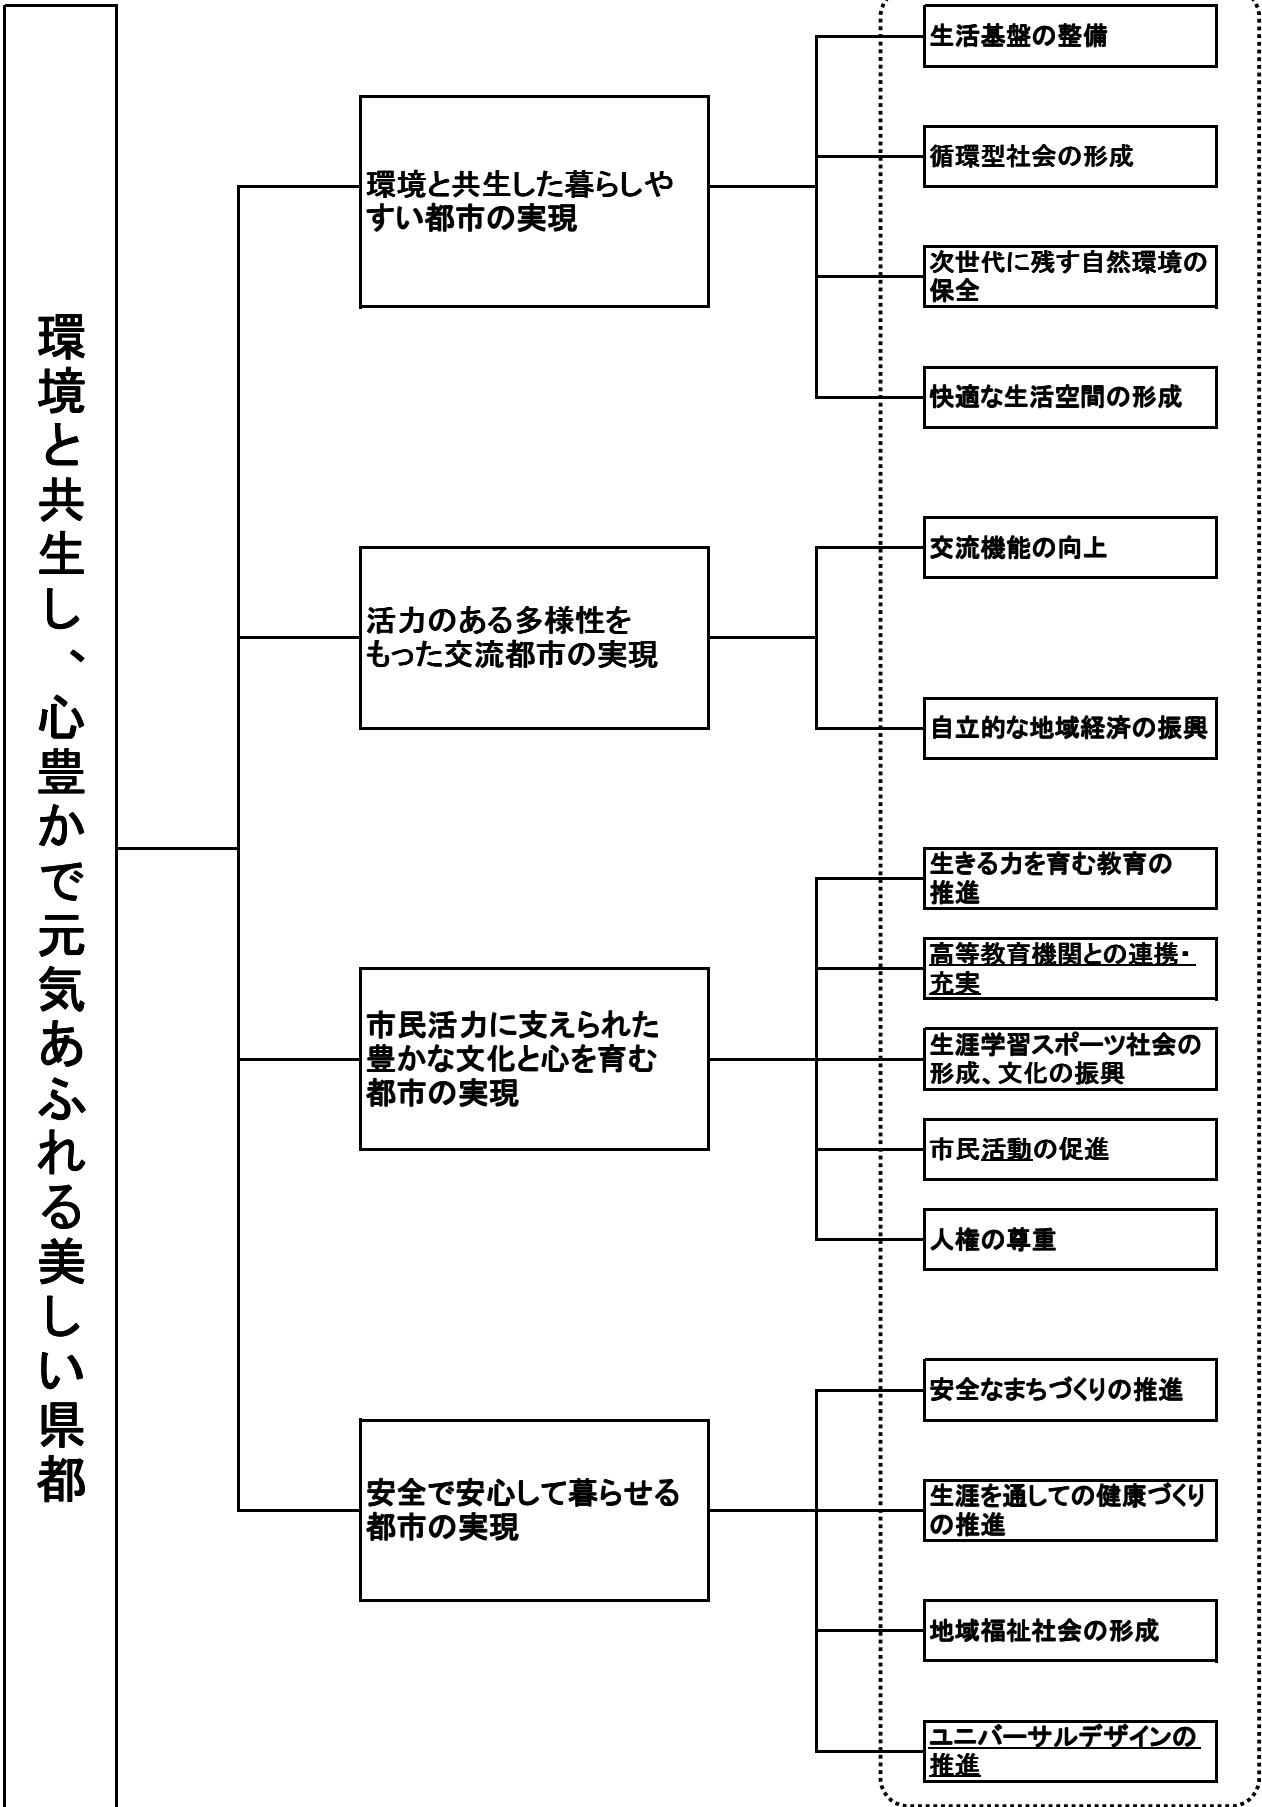 環境と共生し、心豊かで元気あふれる美しい県都
環境と共生した暮らしや
すい都市の実現
生活基盤の整備
循環型社会の形成
次世代に残す自然環境の
保全
快適な生活空間の形成
活力のある多様性を
もった交流都市の実現
交流機能の向上
自立的な地域経済の振興
市民活力に支えられた
豊かな文化と心を育む
都市の実現
生きる力を育む教育の
推進
高等教育機関との連携・
充実
生涯学習スポーツ社会の
形成、文化の振興
市民活動の促進
人権の尊重
安全で安心して暮らせる
都市の実現
安全なまちづくりの推進
生涯を通しての健康づくり
の推進
地域福祉社会の形成
ユニバーサルデザインの
推進